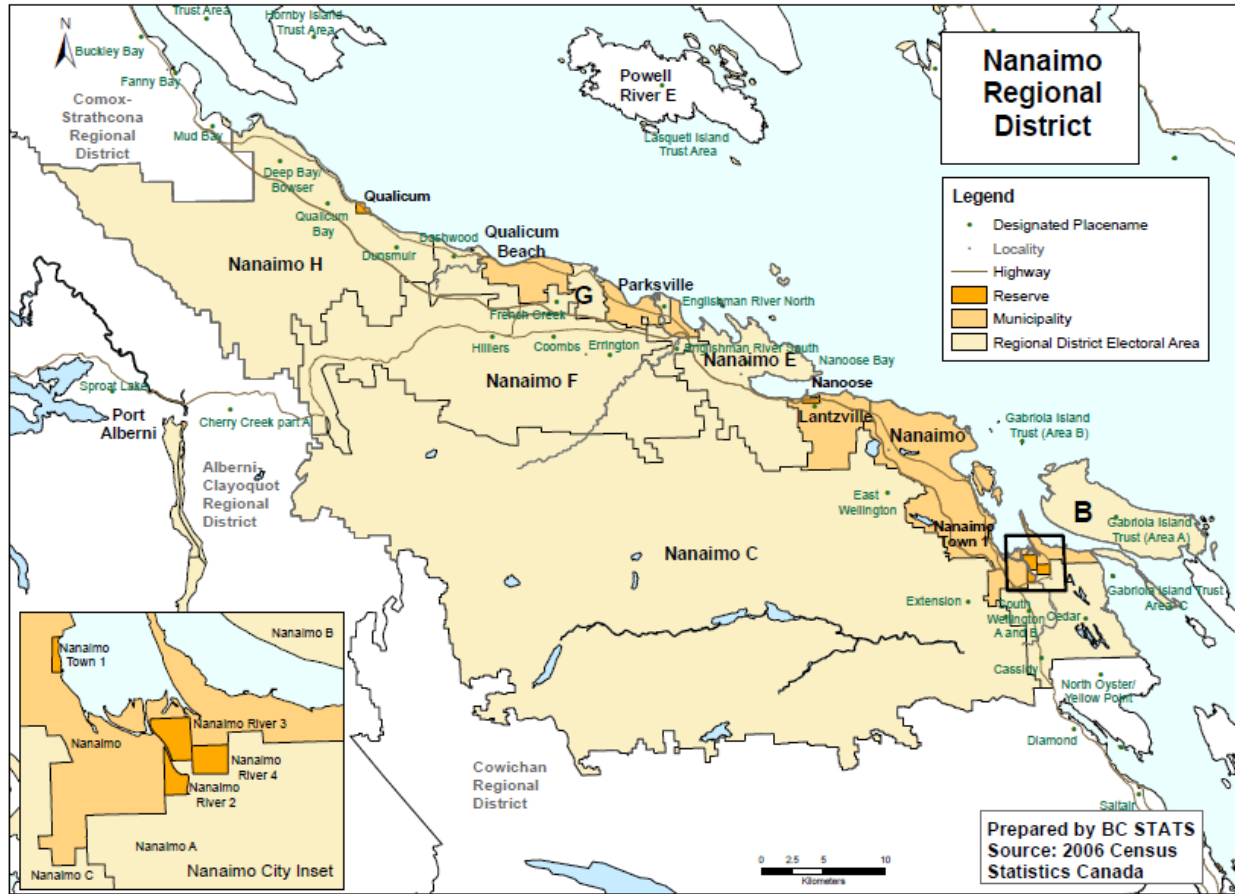 Trust Area
Hornby Island
Trust Area
N
Buckley Bay
Fanny Bay
Comox-
Strathcona
Regional
District
Mud Bay
Powell
River E
Lasqueti Island
Trust Area
Nanaimo
Regional
District
Legend
Designated Placename
Locality
Highway
Reserve
Municipality
Regional District Electoral Area
Deep Bay/
Bowser
Qualicum
Qualicum
Bay
Dashwood
Qualicum
Beach
Dunsmuir
Nanaimo H
G
Parksville
Englishman River North
French Creek
Hilliers
Coombs
Errington
Englishman River South
Nanaimo E
Nanoose Bay
Nanaimo F
Nanoose
Lantzville
Nanaimo
Sproat Lake
Port
Alberni
Cherry Creek part A
Alberni-
Clayoquot
Regional
District
Gabriola Island
Trust (Area B)
East
Wellington
B
Gabriola Island
Trust (Area A)
Nanaimo
Town 1
Nanaimo C
A
Gabriola Island Trust
Area C
Extension
South
Wellington
A and B
Cedar
Cassidy
North Oyster/
Yellow Point
Diamond
Saltair
Cowichan
Regional
District
Nanaimo B
Nanaimo
Town 1
Nanaimo River 3
Nanaimo
Nanaimo
River 4
Nanaimo
River 2
Nanaimo A
Nanaimo C
Nanaimo City Inset
0 2.5 5 10
Kilometers
Prepared by BC STATS
Source: 2006 Census
Statistics Canada